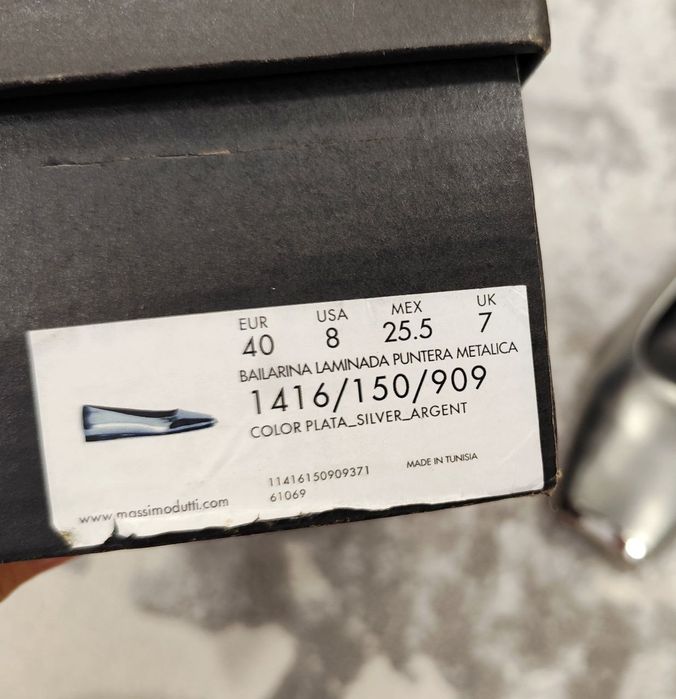 EUR USA MEX UK
40 8 25.5 7
BAILARINA LAMINADA PUNTERA METALICA
1416/150/909
COLOR PLATA_SILVER_ARGENT
11416150909371
MADE IN TUNISIA
61069
www.massimodutti.com